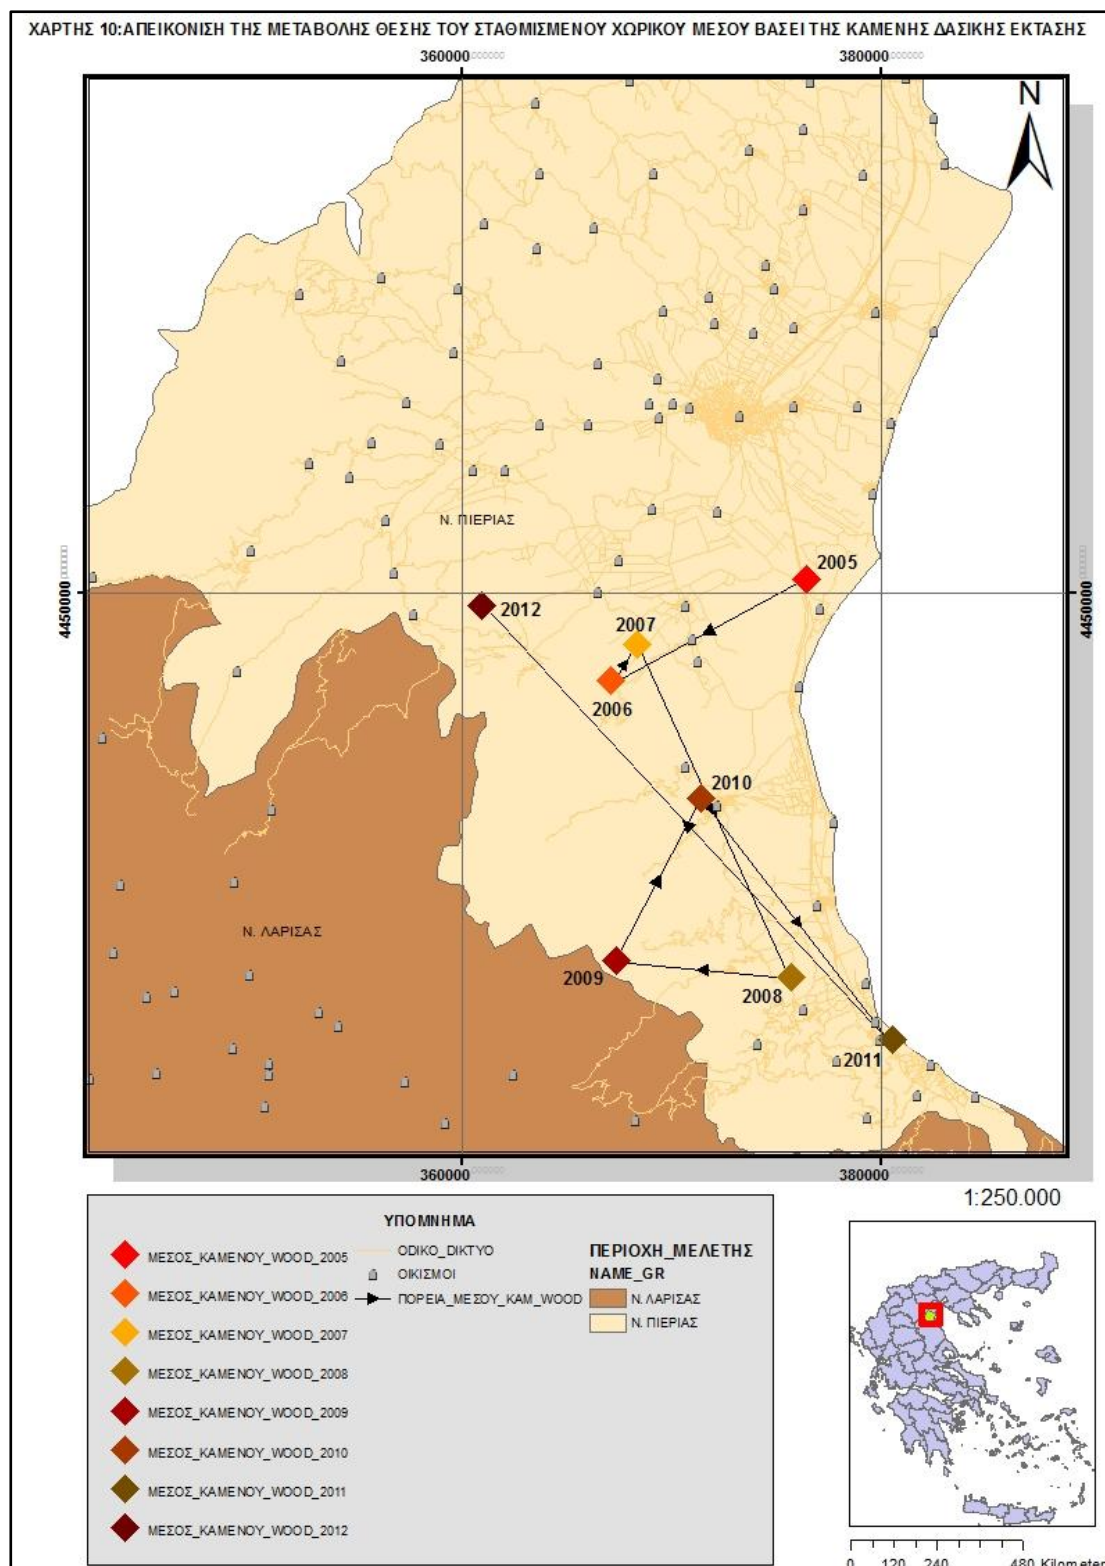 ΧΑΡΤΗΣ 10:ΑΠΕΙΚΟΝΙΣΗ ΤΗΣ ΜΕΤΑΒΟΛΗΣ ΘΕΣΗΣ ΤΟΥ ΣΤΑΘΜΙΣΜΕΝΟΥ ΧΩΡΙΚΟΥ ΜΕΣΟΥ ΒΑΣΕΙ ΤΗΣ ΚΑΜΕΝΗΣ ΔΑΣΙΚΗΣ ΕΚΤΑΣΗΣ
360000 380000
N
Ν. ΠΙΕΡΙΑΣ
2005
4450000 4450000
2012
2007
2006
2010
Ν. ΛΑΡΙΣΑΣ
2009
2008
2011
360000 380000
1:250.000
ΥΠΟΜΝΗΜΑ
ΜΕΣΟΣ_ΚΑΜΕΝΟΥ_WOOD_2005
ΜΕΣΟΣ_ΚΑΜΕΝΟΥ_WOOD_2006
ΜΕΣΟΣ_ΚΑΜΕΝΟΥ_WOOD_2007
ΜΕΣΟΣ_ΚΑΜΕΝΟΥ_WOOD_2008
ΜΕΣΟΣ_ΚΑΜΕΝΟΥ_WOOD_2009
ΜΕΣΟΣ_ΚΑΜΕΝΟΥ_WOOD_2010
ΜΕΣΟΣ_ΚΑΜΕΝΟΥ_WOOD_2011
ΜΕΣΟΣ_ΚΑΜΕΝΟΥ_WOOD_2012
ΟΔΙΚΟ_ΔΙΚΤΥΟ
ΟΙΚΙΣΜΟΙ
ΠΟΡΕΙΑ_ΜΕΣΟΥ_ΚΑΜ_WOOD
ΠΕΡΙΟΧΗ_ΜΕΛΕΤΗΣ
NAME_GR
Ν. ΛΑΡΙΣΑΣ
Ν. ΠΙΕΡΙΑΣ
0 120 240 480 Kilometer